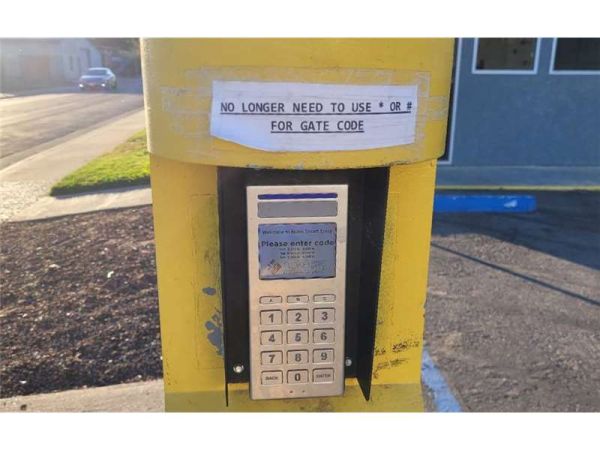 NO LONGER NEED TO USE * OR #
FOR GATE CODE
Please enter code
A B C
1 2 3
4 5 6
7 8 9
BACK 0 ENTER